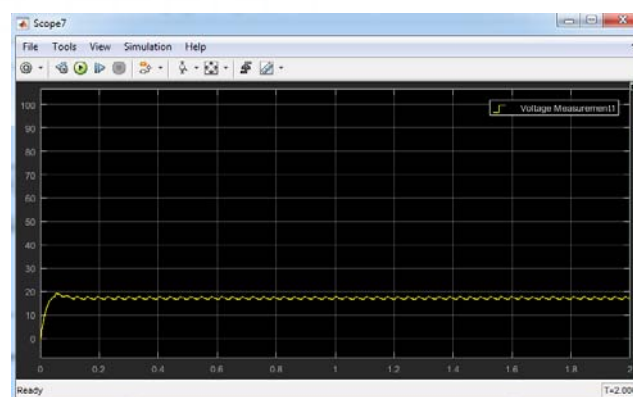 Scope7
File Tools View Simulation Help
Voltage Measurement1
100
90
80
70
60
50
40
30
20
10
0
0 0.2 0.4 0.6 0.8 1 1.2 1.4 1.6 1.8 2
Ready T=2.000